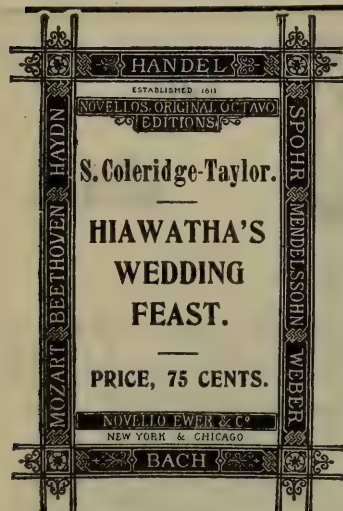 HANDEL
ESTABLISHED 1811
NOVELLO'S ORIGINAL OCTAVO
EDITIONS
HAYDN
BEETHOVEN
MOZART
S. Coleridge-Taylor.
HIAWATHA'S
WEDDING
FEAST.
PRICE, 75 CENTS.
SPOHR
MENDELSSOHN
WEBER
NOVELLO, EWER & Cº
NEW YORK & CHICAGO
BACH